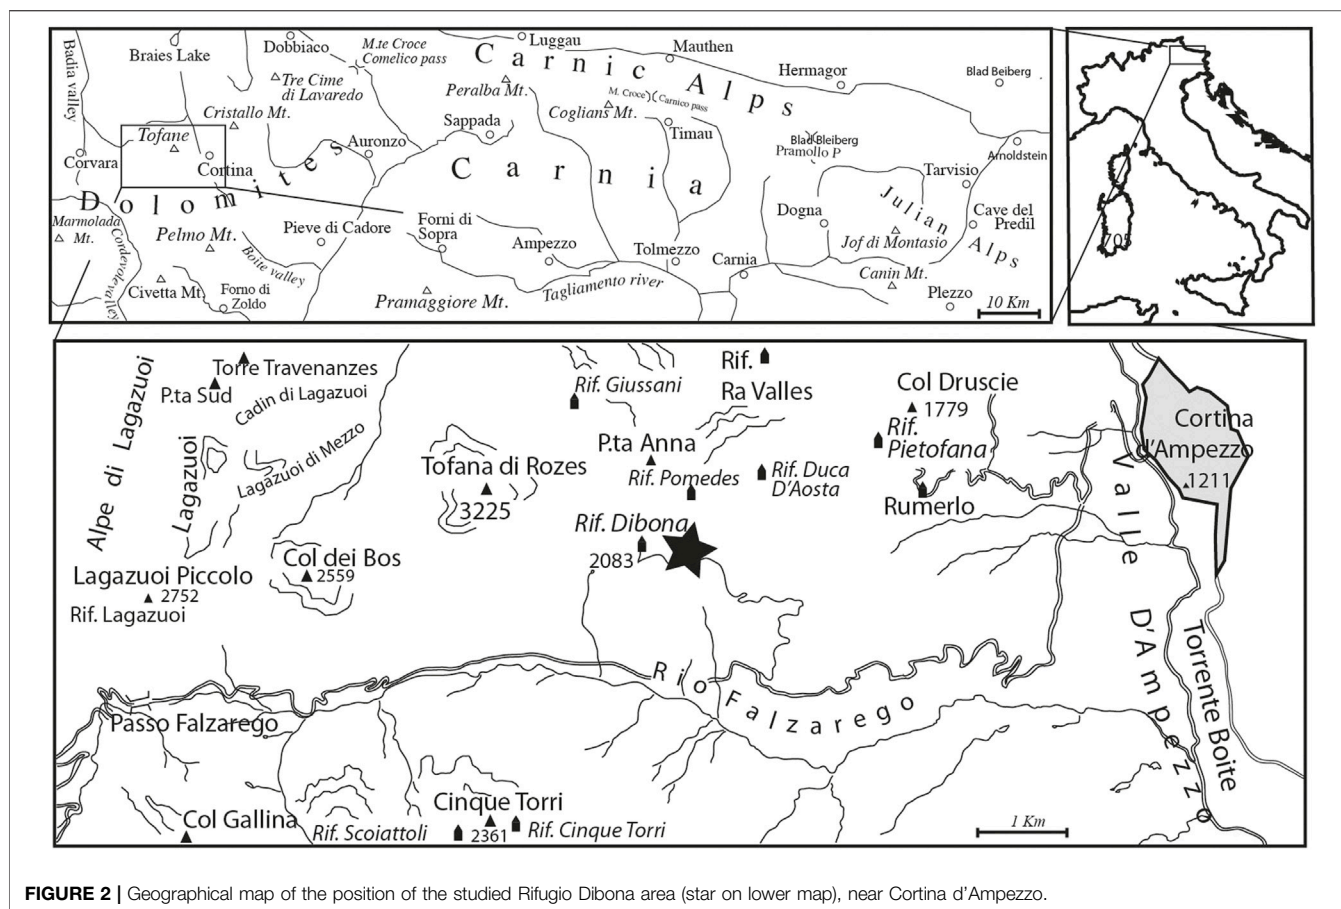 Badia valley
Braies Lake
Dobbiaco
M.te Croce
Comelico pass
Luggau
Mauthen
Hermagor
Blad Beiberg
Carnic Alps
Tre Cime
di Lavaredo
Peralba Mt.
M. Croce
Carnico pass
Cristallo Mt.
Coglians Mt.
Tofane
Sappada
Timau
Blad Bleiberg
Pramollo P
Auronzo
Arnoldstein
Corvara
Cortina
Carnia
Tarvisio
Dolomites
Julian
Alps
Marmolada
Mt.
Cordevole valley
Pelmo Mt.
Pieve di Cadore
Forni di
Sopra
Dogna
Cave del
Predil
Ampezzo
Tolmezzo
Jof di Montasio
Boite valley
Carnia
Canin Mt.
Civetta Mt.
Forno di
Zoldo
Pramaggiore Mt.
Tagliamento river
Plezzo
10 Km
705
Alpe di Lagazuoi
Torre Travenanzes
P.ta Sud
Cadin di Lagazuoi
Lagazuoi
Lagazuoi di Mezzo
Rif. Giussani
Rif.
Ra Valles
Col Druscie
1779
Cortina
d'Ampezzo
1211
Rif.
Pietofana
P.ta Anna
Tofana di Rozes
3225
Rif. Pomedes
Rif. Duca
D'Aosta
Rumerlo
Rif. Dibona
2083
Col dei Bos
2559
Lagazuoi Piccolo
2752
Rif. Lagazuoi
Valle
D'Ampezzo
Torrente Boite
Rio Falzarego
Passo Falzarego
Col Gallina
Rif. Scoiattoli
Cinque Torri
2361
Rif. Cinque Torri
1 Km
FIGURE 2 | Geographical map of the position of the studied Rifugio Dibona area (star on lower map), near Cortina d'Ampezzo.